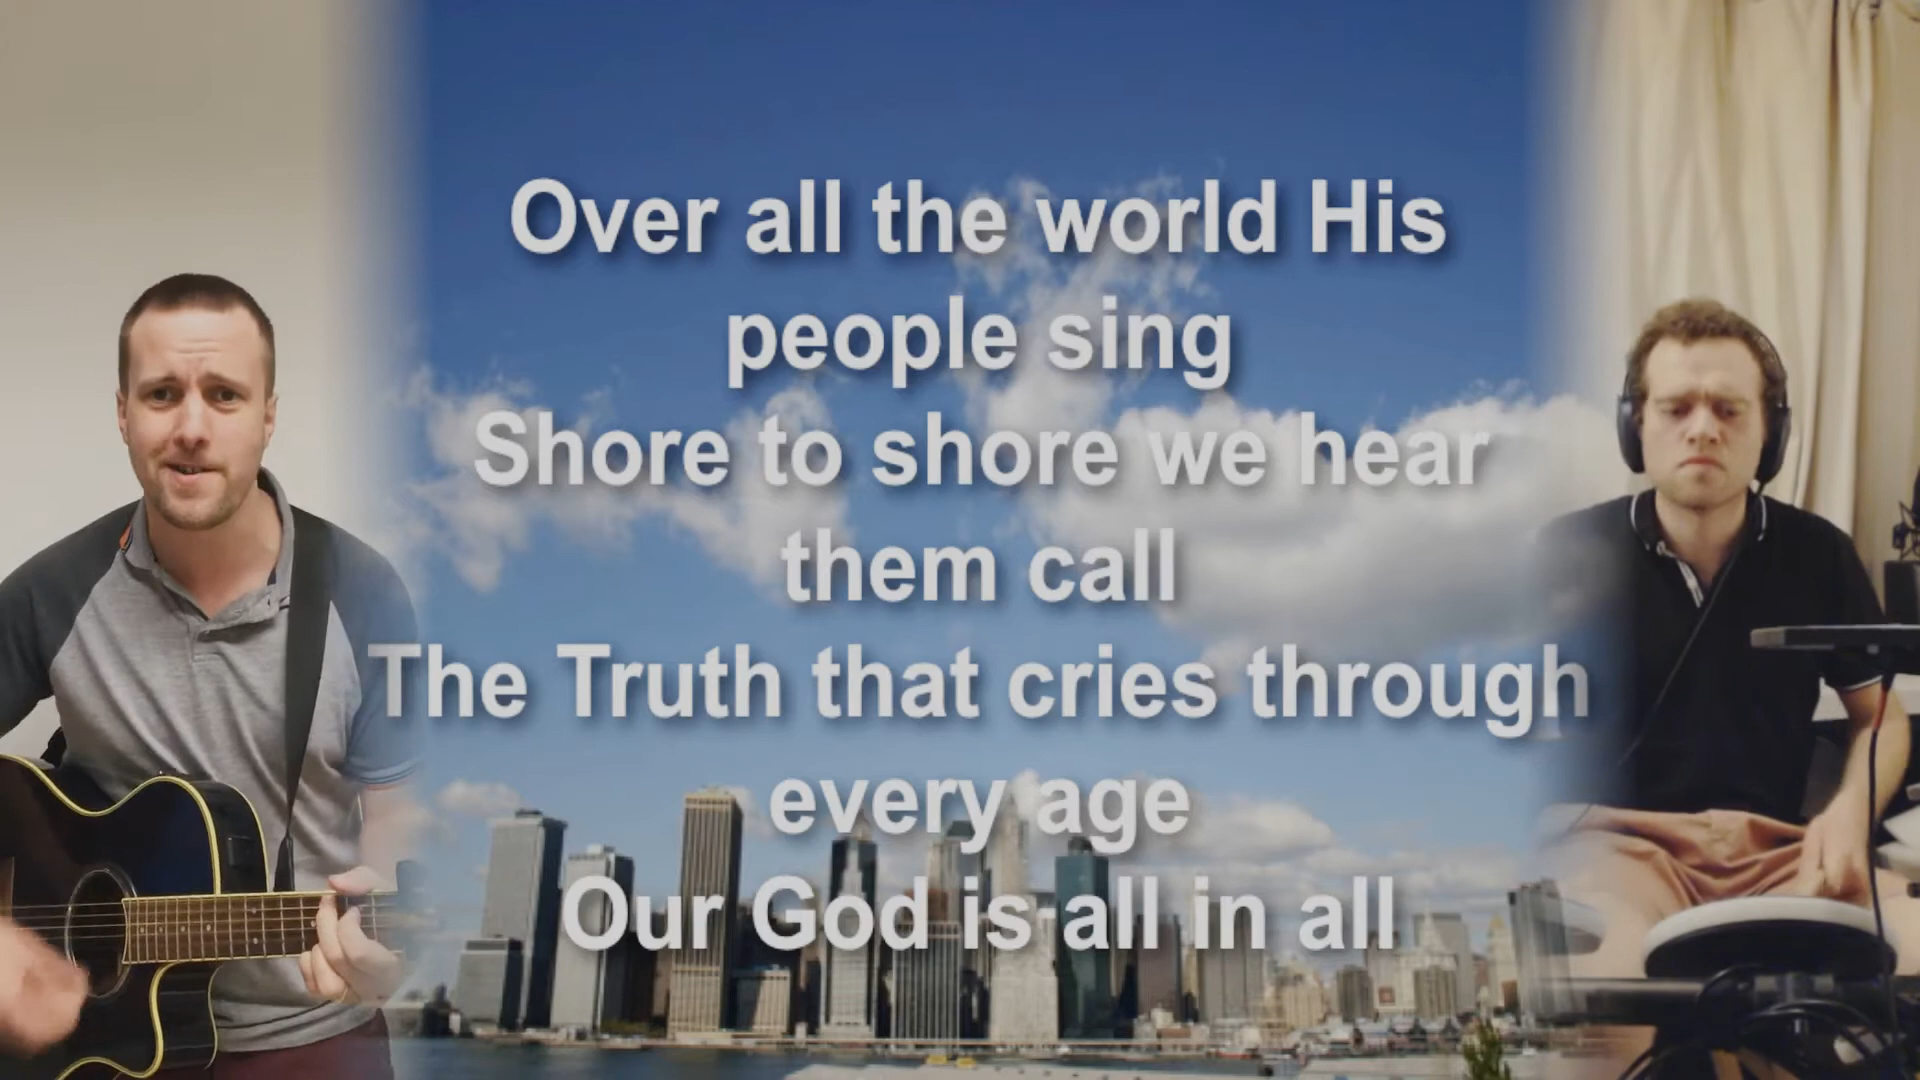 Over all the world His
people sing
Shore to shore we hear
them call
The Truth that cries through
every age
Our God is all in all